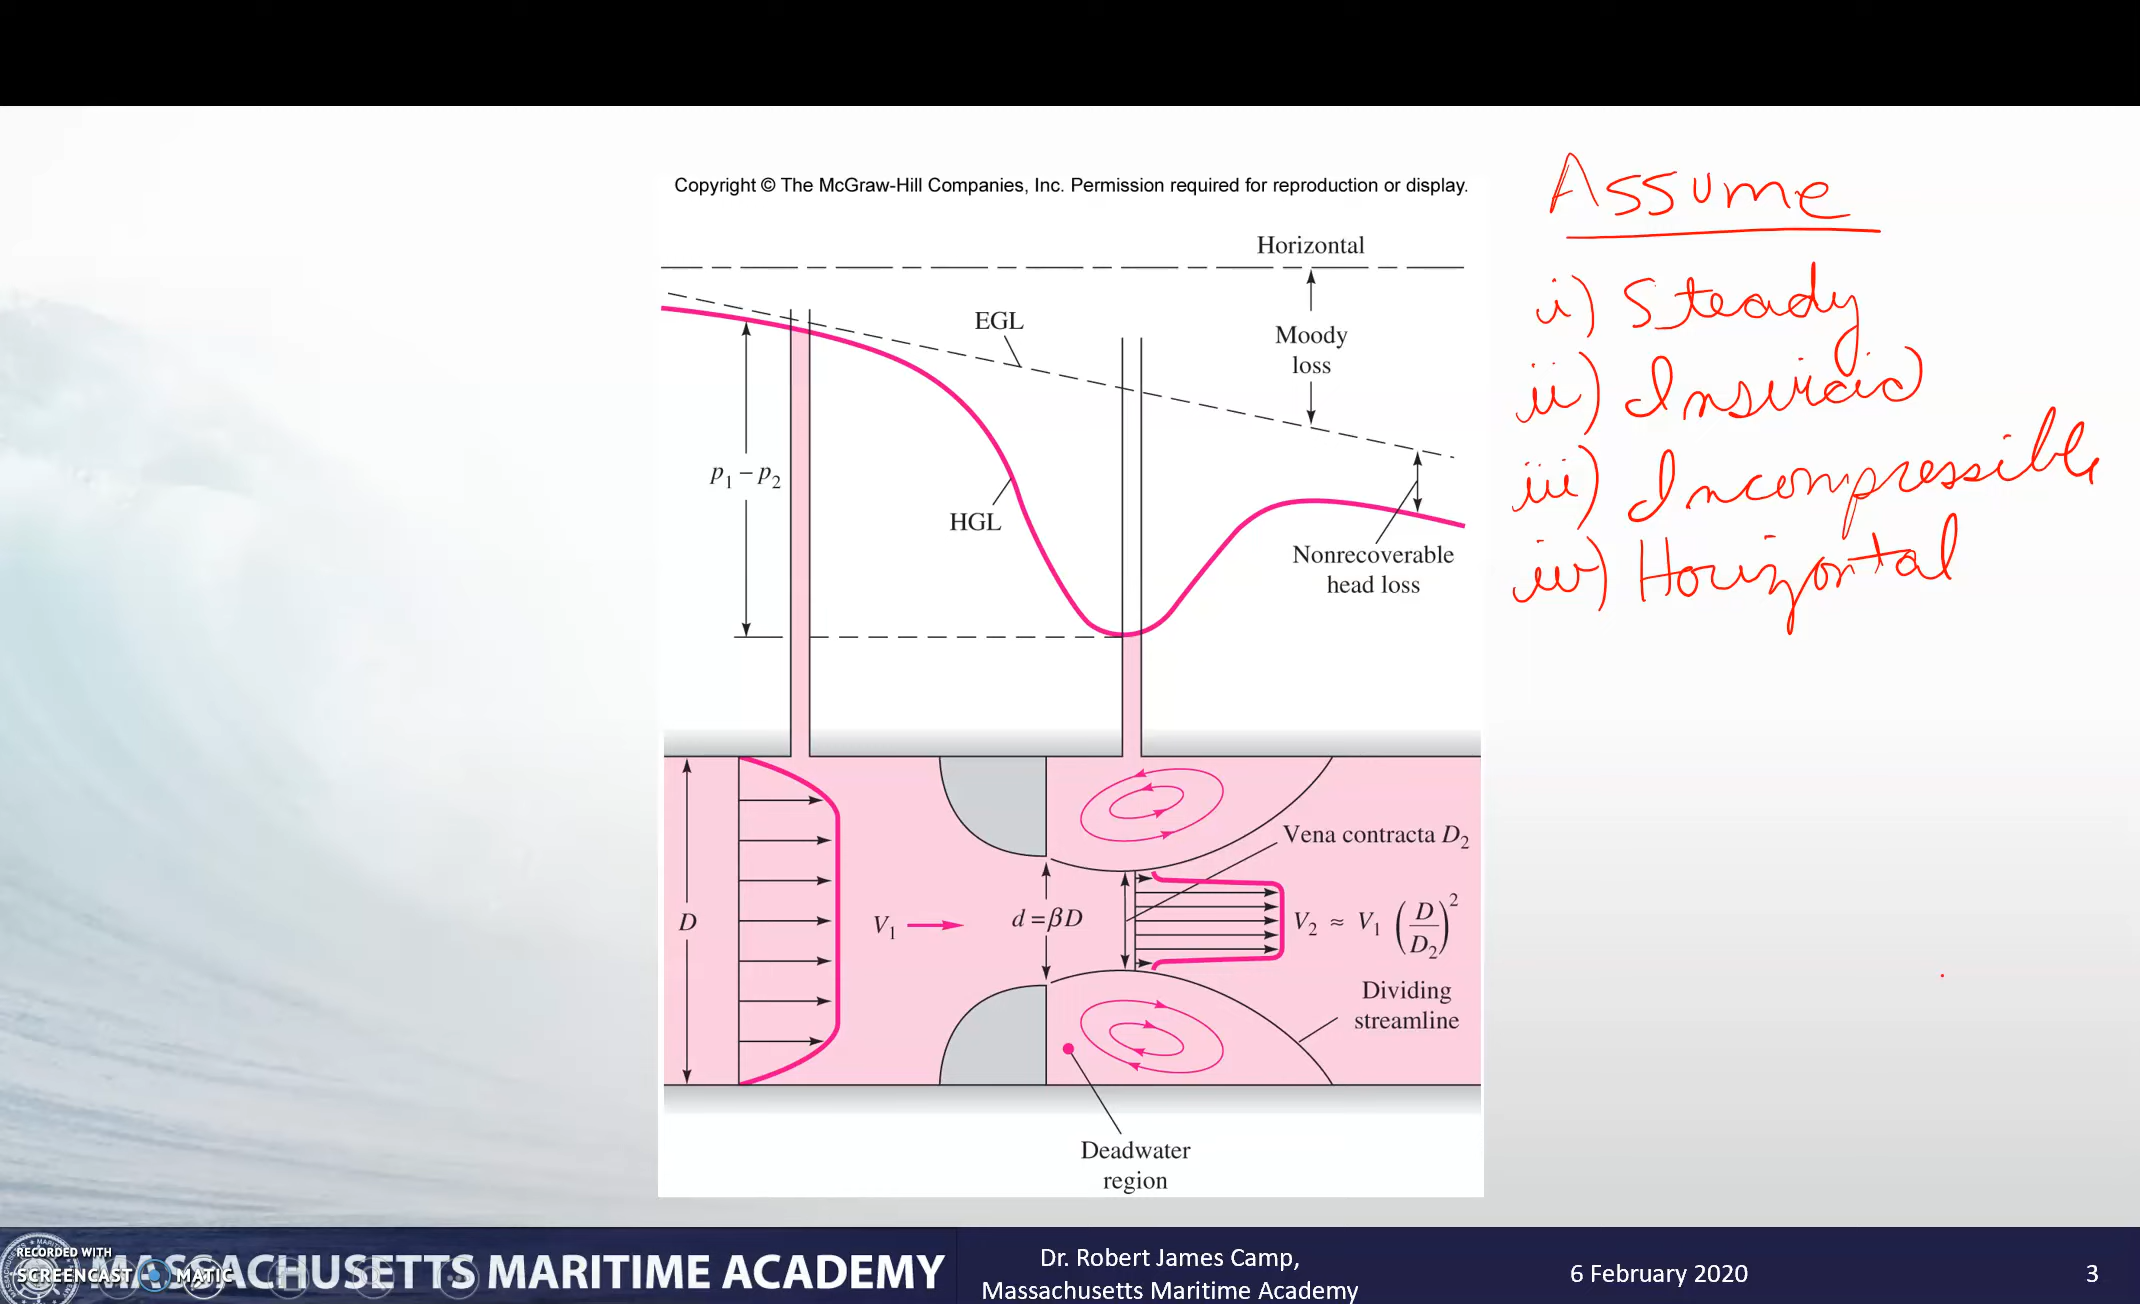 Copyright © The McGraw-Hill Companies, Inc. Permission required for reproduction or display.
Assume
i) Steady
ii) Insvicid
iii) Incompressible
iv) Horizontal
Horizontal
EGL
Moody
loss
p₁ – p₂
HGL
Nonrecoverable
head loss
Vena contracta D₂
D
V₁
d = βD
V₂ ≈ V₁ (D/D₂)²
Dividing
streamline
Deadwater
region
RECORDED WITH
SCREENCAST MATIC
MASSACHUSETTS MARITIME ACADEMY
Dr. Robert James Camp,
Massachusetts Maritime Academy
6 February 2020
3